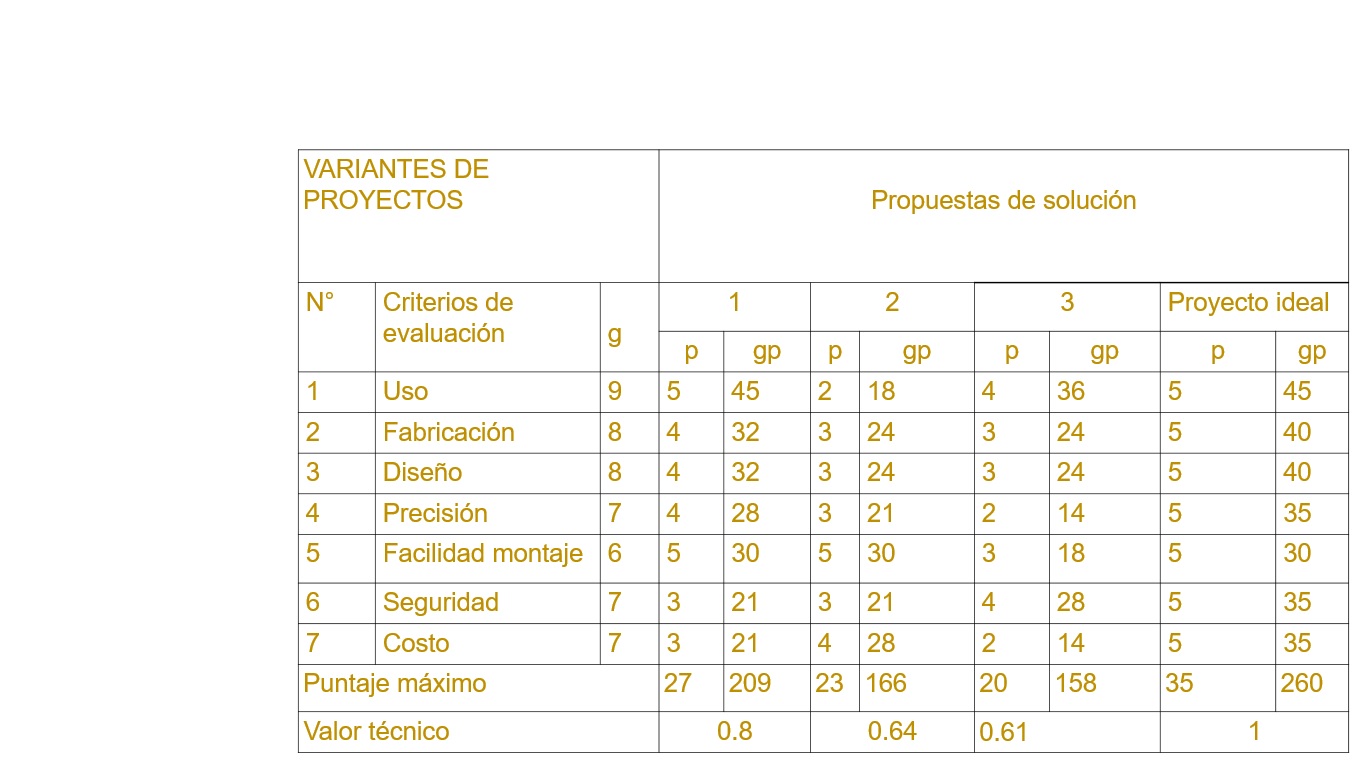 VARIANTES DE
PROYECTOS
Propuestas de solución
N° Criterios de evaluación g 1 2 3 Proyecto ideal
p gp p gp p gp p gp
1 Uso 9 5 45 2 18 4 36 5 45
2 Fabricación 8 4 32 3 24 3 24 5 40
3 Diseño 8 4 32 3 24 3 24 5 40
4 Precisión 7 4 28 3 21 2 14 5 35
5 Facilidad montaje 6 5 30 5 30 3 18 5 30
6 Seguridad 7 3 21 3 21 4 28 5 35
7 Costo 7 3 21 4 28 2 14 5 35
Puntaje máximo 27 209 23 166 20 158 35 260
Valor técnico 0.8 0.64 0.61 1